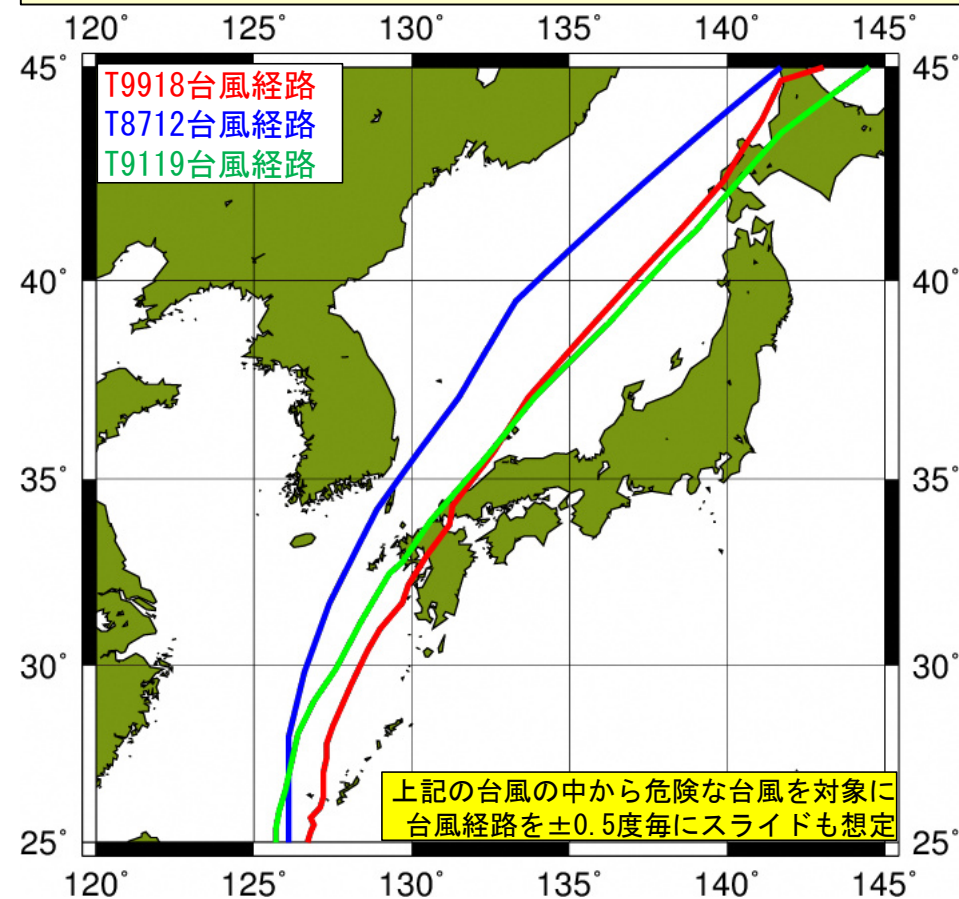 120° 125° 130° 135° 140° 145°
45° 45°
T9918台風経路
T8712台風経路
T9119台風経路
40° 40°
35° 35°
30° 30°
上記の台風の中から危険な台風を対象に
台風経路を±0.5度毎にスライドも想定
25° 25°
120° 125° 130° 135° 140° 145°